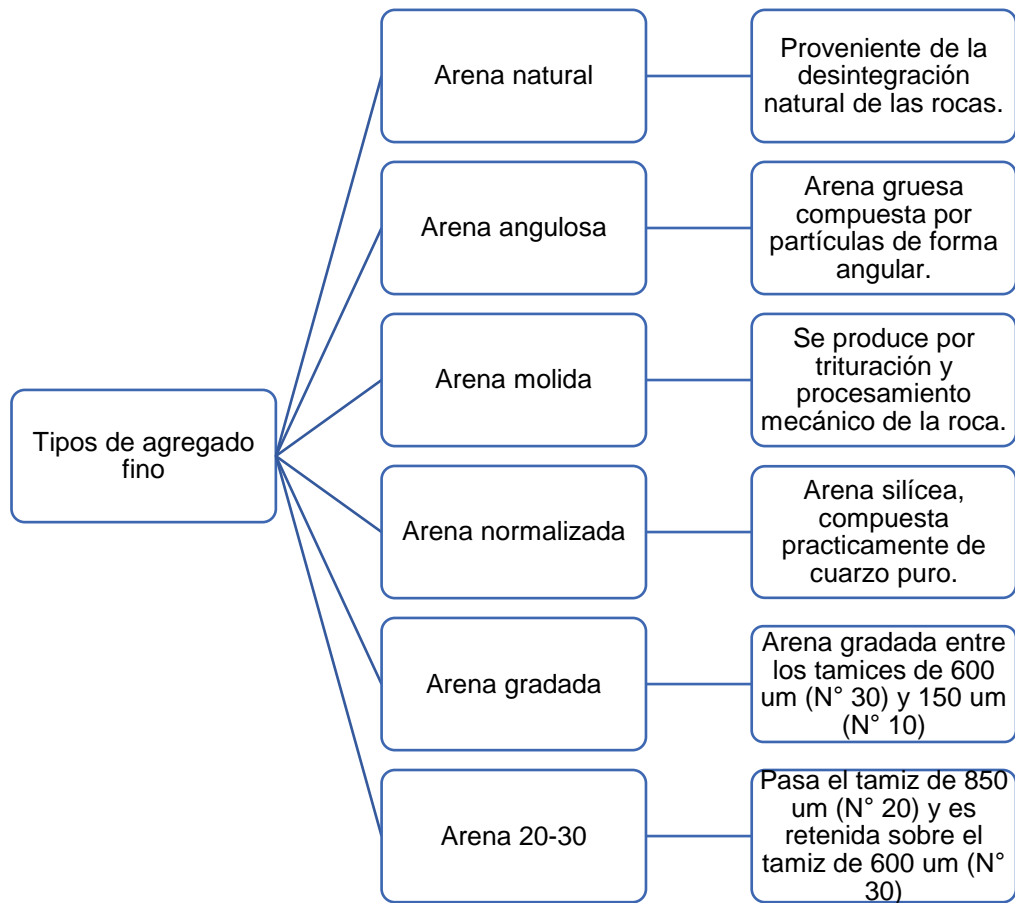 Tipos de agregado
fino
Arena natural
Proveniente de la
desintegración
natural de las rocas.
Arena angulosa
Arena gruesa
compuesta por
partículas de forma
angular.
Arena molida
Se produce por
trituración y
procesamiento
mecánico de la roca.
Arena normalizada
Arena silícea,
compuesta
practicamente de
cuarzo puro.
Arena gradada
Arena gradada entre
los tamices de 600
um (N° 30) y 150 um
(N° 10)
Arena 20-30
Pasa el tamiz de 850
um (N° 20) y es
retenida sobre el
tamiz de 600 um (N°
30)